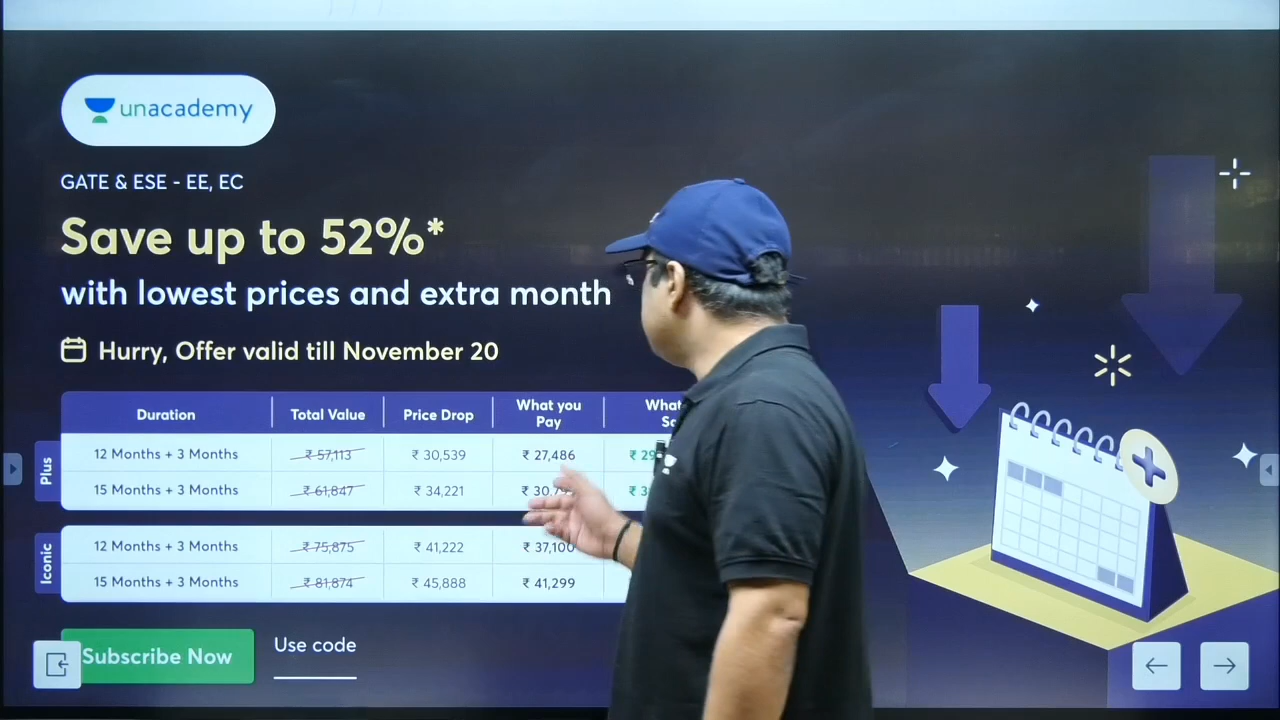 unacademy
GATE & ESE - EE, EC
Save up to 52%*
with lowest prices and extra month
Hurry, Offer valid till November 20
Duration Total Value Price Drop What you Pay
Plus
12 Months + 3 Months ₹ 57,113 ₹ 30,539 ₹ 27,486
15 Months + 3 Months ₹ 61,847 ₹ 34,221
Iconic
12 Months + 3 Months ₹ 75,875 ₹ 41,222 ₹ 37,100
15 Months + 3 Months ₹ 81,874 ₹ 45,888 ₹ 41,299
Subscribe Now
Use code